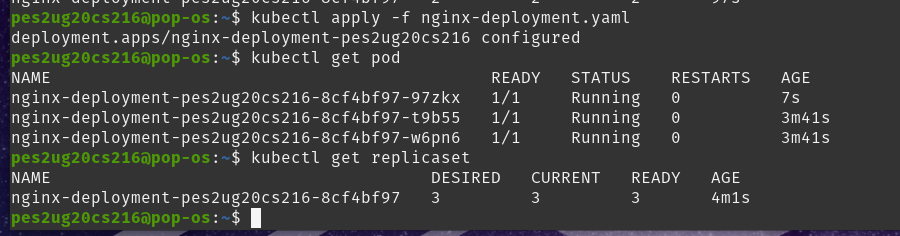 pes2ug20cs216@pop-os:~$ kubectl apply -f nginx-deployment.yaml
deployment.apps/nginx-deployment-pes2ug20cs216 configured
pes2ug20cs216@pop-os:~$ kubectl get pod
NAME READY STATUS RESTARTS AGE
nginx-deployment-pes2ug20cs216-8cf4bf97-97zkx 1/1 Running 0 7s
nginx-deployment-pes2ug20cs216-8cf4bf97-t9b55 1/1 Running 0 3m41s
nginx-deployment-pes2ug20cs216-8cf4bf97-w6pn6 1/1 Running 0 3m41s
pes2ug20cs216@pop-os:~$ kubectl get replicaset
NAME DESIRED CURRENT READY AGE
nginx-deployment-pes2ug20cs216-8cf4bf97 3 3 3 4m1s
pes2ug20cs216@pop-os:~$